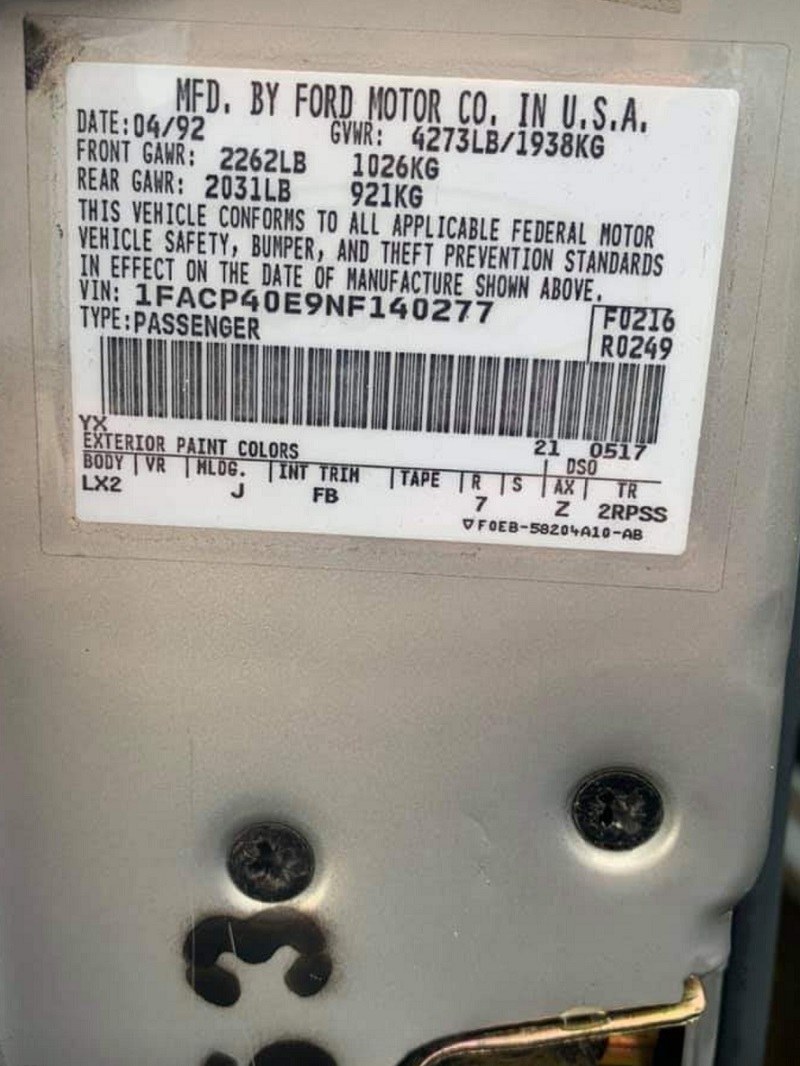 MFD. BY FORD MOTOR CO. IN U.S.A.
DATE:04/92 GVWR: 4273LB/1938KG
FRONT GAWR: 2262LB 1026KG
REAR GAWR: 2031LB 921KG
THIS VEHICLE CONFORMS TO ALL APPLICABLE FEDERAL MOTOR
VEHICLE SAFETY, BUMPER, AND THEFT PREVENTION STANDARDS
IN EFFECT ON THE DATE OF MANUFACTURE SHOWN ABOVE.
VIN: 1FACP40E9NF140277 F0216
TYPE:PASSENGER R0249
YX 21 0517
EXTERIOR PAINT COLORS DSO
BODY VR MLDG. INT TRIM TAPE R S AX TR
LX2 J FB 7 Z 2RPSS
▽F0EB-58204A10-AB